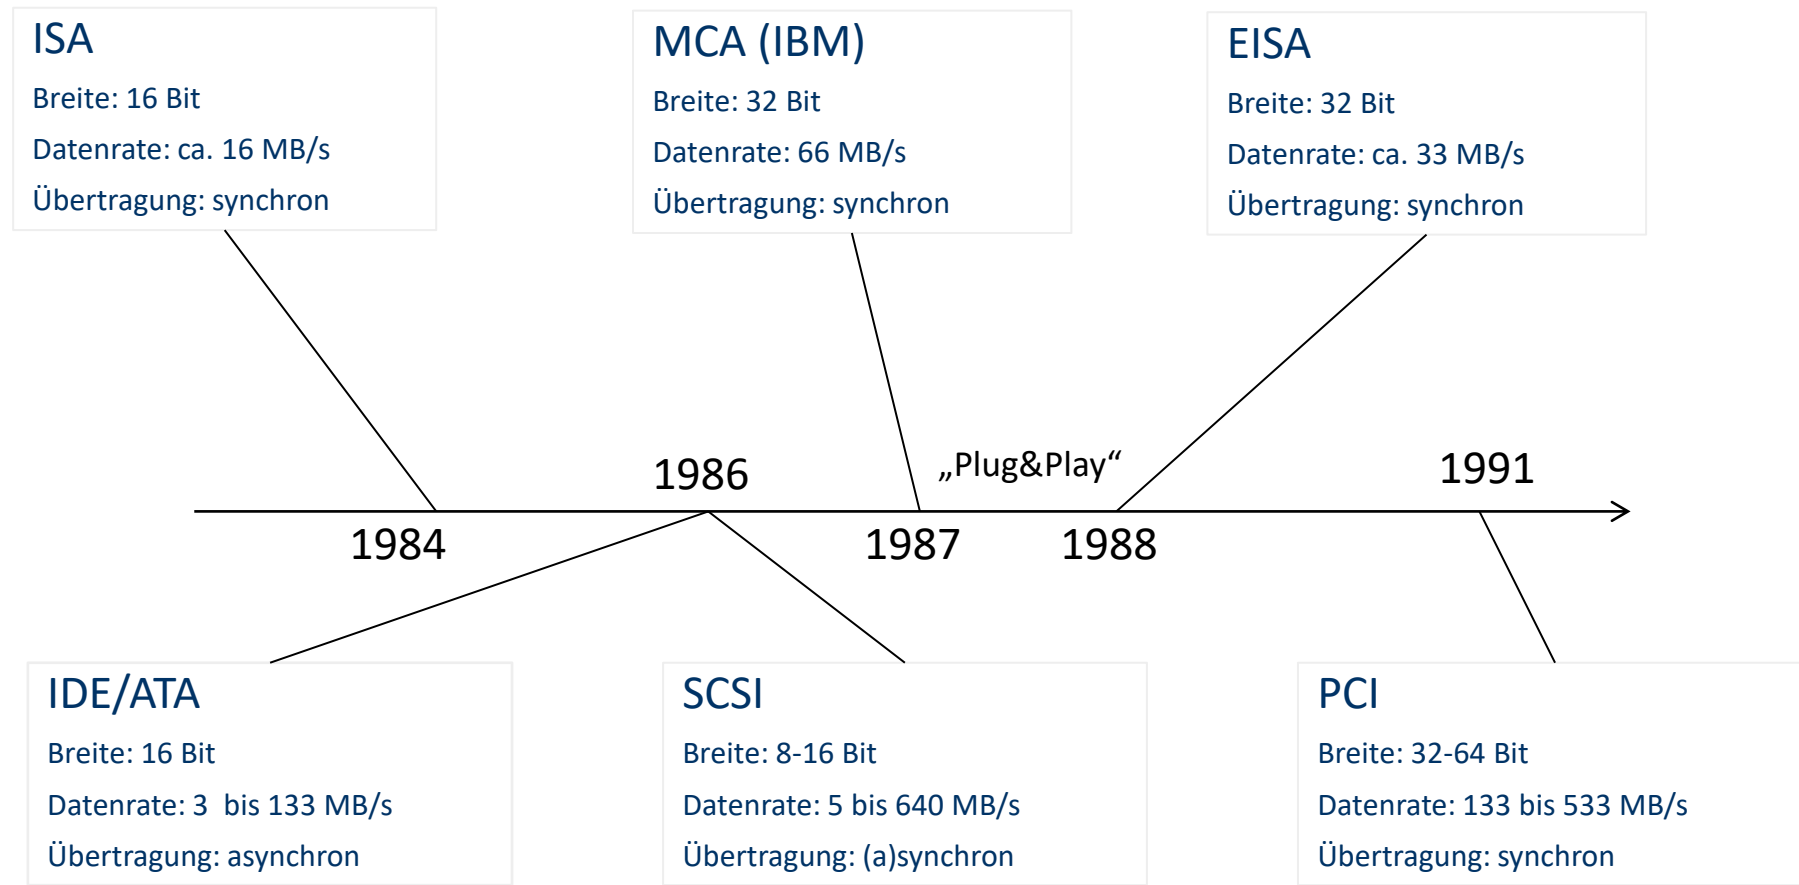 ISA
Breite: 16 Bit
Datenrate: ca. 16 MB/s
Übertragung: synchron
MCA (IBM)
Breite: 32 Bit
Datenrate: 66 MB/s
Übertragung: synchron
EISA
Breite: 32 Bit
Datenrate: ca. 33 MB/s
Übertragung: synchron
1986
„Plug&Play“
1991
1984
1987
1988
IDE/ATA
Breite: 16 Bit
Datenrate: 3  bis 133 MB/s
Übertragung: asynchron
SCSI
Breite: 8-16 Bit
Datenrate: 5 bis 640 MB/s
Übertragung: (a)synchron
PCI
Breite: 32-64 Bit
Datenrate: 133 bis 533 MB/s
Übertragung: synchron